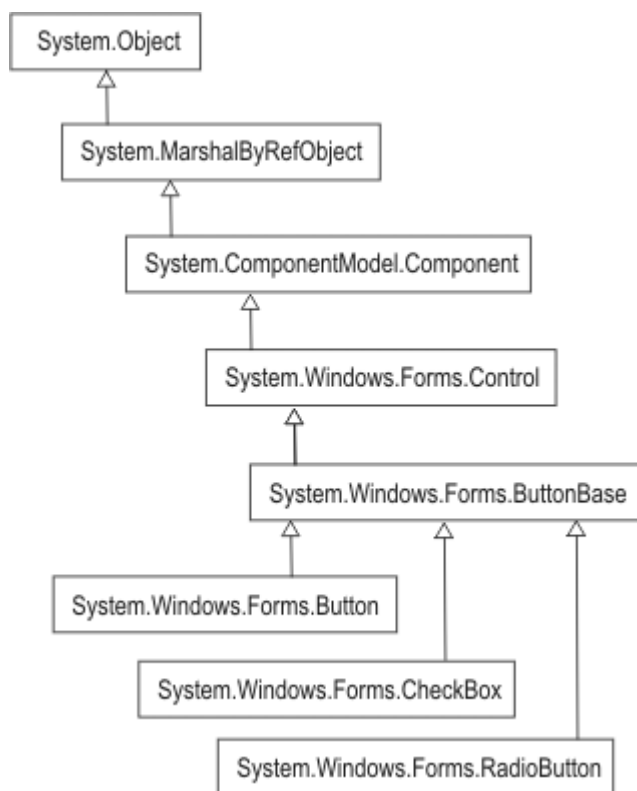 System.Object
System.MarshalByRefObject
System.ComponentModel.Component
System.Windows.Forms.Control
System.Windows.Forms.ButtonBase
System.Windows.Forms.Button
System.Windows.Forms.CheckBox
System.Windows.Forms.RadioButton